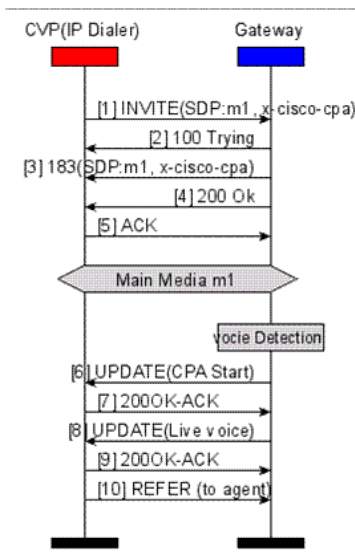 CVP(IP Dialer) Gateway
[1] INVITE(SDP:m1, x-cisco-cpa)
[2] 100 Trying
[3] 183(SDP:m1, x-cisco-cpa)
[4] 200 Ok
[5] ACK
Main Media m1
vocie Detection
[6] UPDATE(CPA Start)
[7] 200OK-ACK
[8] UPDATE(Live voice)
[9] 200OK-ACK
[10] REFER (to agent)